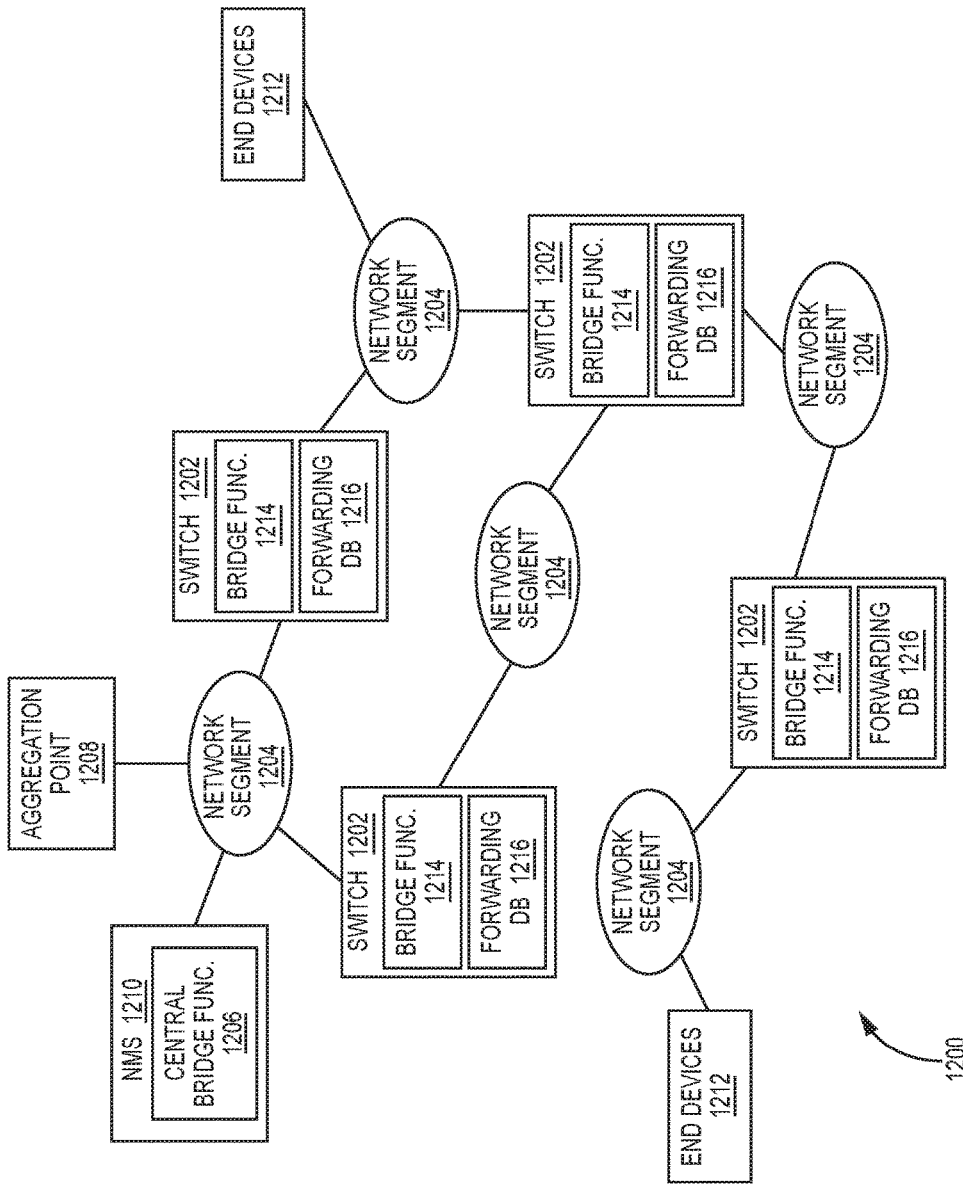 NMS 1210
CENTRAL
BRIDGE FUNC.
1206
AGGREGATION
POINT
1208
NETWORK
SEGMENT
1204
SWITCH 1202
BRIDGE FUNC.
1214
FORWARDING
DB 1216
SWITCH 1202
BRIDGE FUNC.
1214
FORWARDING
DB 1216
NETWORK
SEGMENT
1204
END DEVICES
1212
NETWORK
SEGMENT
1204
SWITCH 1202
BRIDGE FUNC.
1214
FORWARDING
DB 1216
END DEVICES
1212
NETWORK
SEGMENT
1204
SWITCH 1202
BRIDGE FUNC.
1214
FORWARDING
DB 1216
NETWORK
SEGMENT
1204
1200